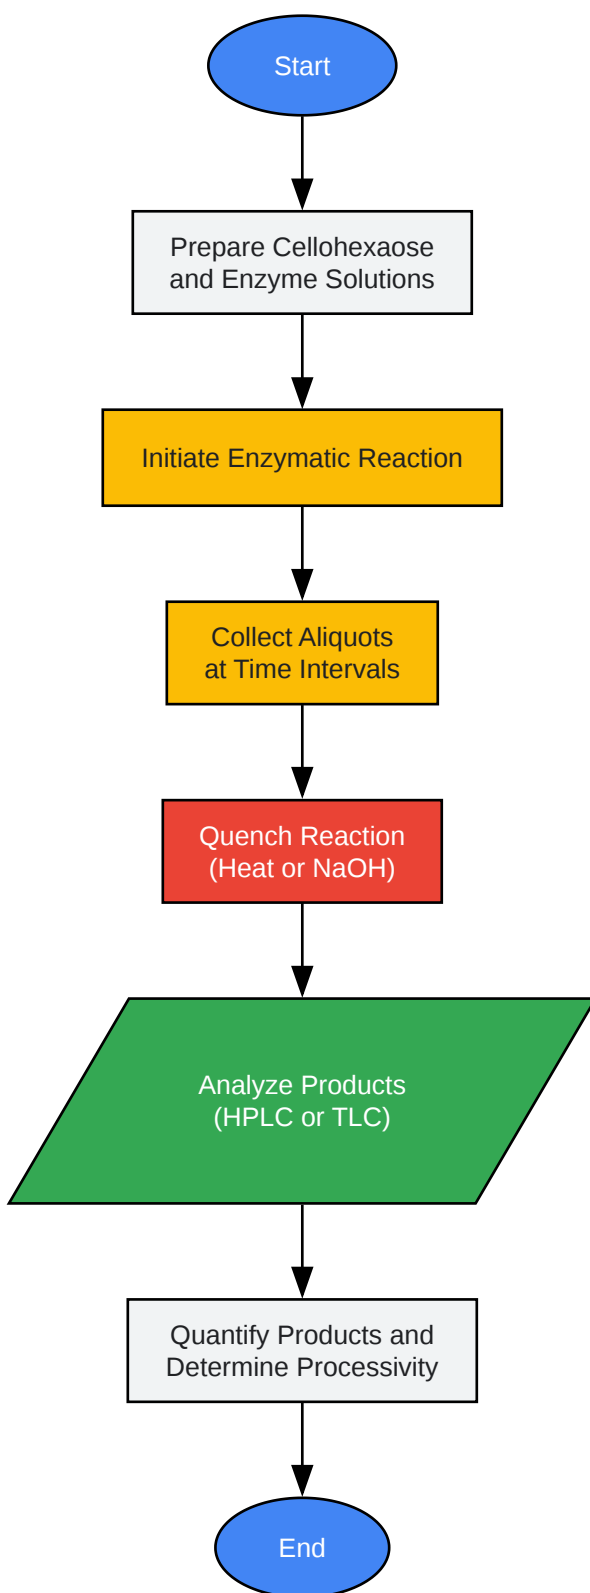 Start
Prepare Cellohexaose
and Enzyme Solutions
Initiate Enzymatic Reaction
Collect Aliquots
at Time Intervals
Quench Reaction
(Heat or NaOH)
Analyze Products
(HPLC or TLC)
Quantify Products and
Determine Processivity
End